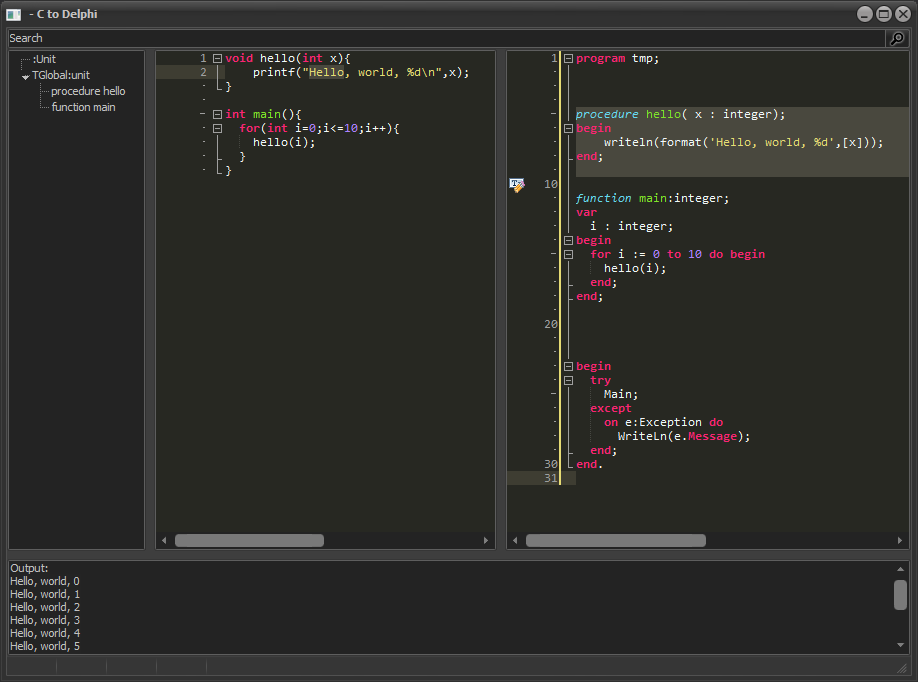 - C to Delphi
Search
:Unit
TGlobal:unit
procedure hello
function main
1 void hello(int x){
2 printf("Hello, world, %d\n",x);
}
int main(){
for(int i=0;i<=10;i++){
hello(i);
}
}
1 program tmp;
procedure hello( x : integer);
begin
writeln(format('Hello, world, %d',[x]));
end;
10
function main:integer;
var
i : integer;
begin
for i := 0 to 10 do begin
hello(i);
end;
end;
20
begin
try
Main;
except
on e:Exception do
WriteLn(e.Message);
end;
30 end.
31
Output:
Hello, world, 0
Hello, world, 1
Hello, world, 2
Hello, world, 3
Hello, world, 4
Hello, world, 5